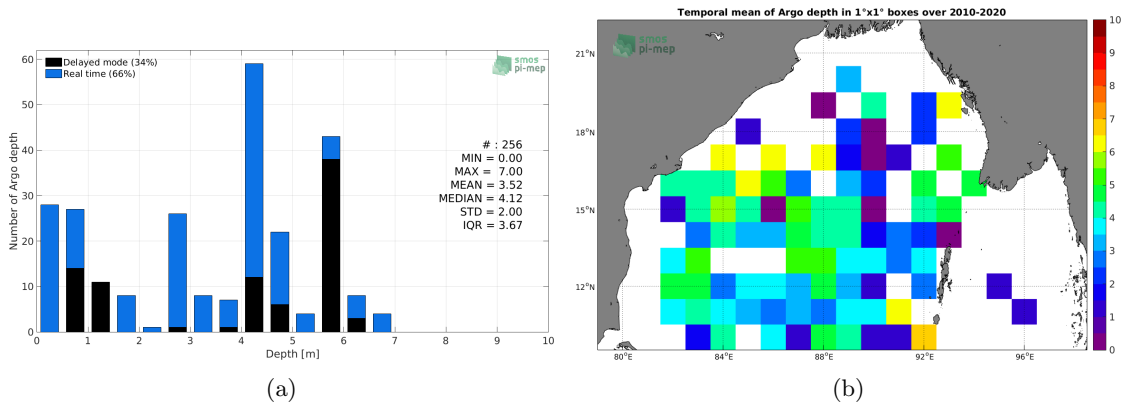 60
50
40
30
20
10
0
Number of Argo depth
Delayed mode (34%)
Real time (66%)
smos
pi-mep
# : 256
MIN = 0.00
MAX = 7.00
MEAN = 3.52
MEDIAN = 4.12
STD = 2.00
IQR = 3.67
0 1 2 3 4 5 6 7 8 9 10
Depth [m]
(a)
Temporal mean of Argo depth in 1°x1° boxes over 2010-2020
smos
pi-mep
21°N
18°N
15°N
12°N
80°E 84°E 88°E 92°E 96°E
10
9
8
7
6
5
4
3
2
1
0
(b)